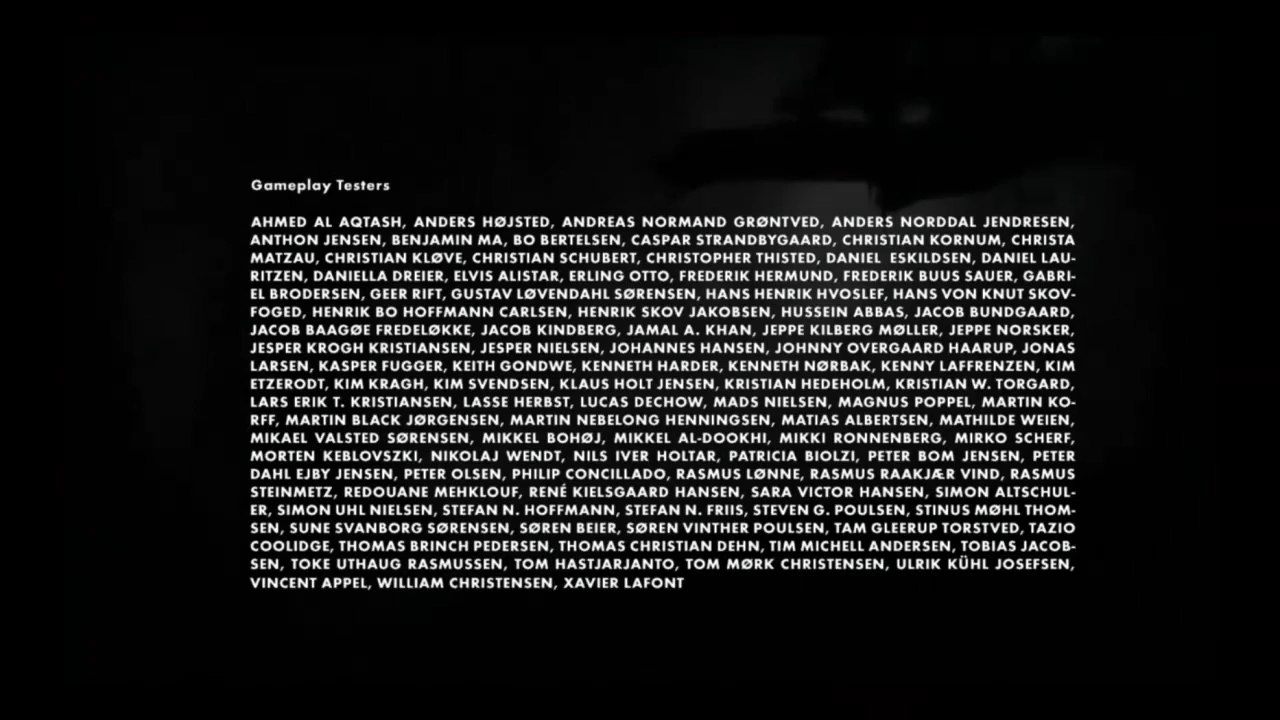 Gameplay Testers
AHMED AL AQTASH, ANDERS HØJSTED, ANDREAS NORMAND GRØNTVED, ANDERS NORDDAL JENDRESEN,
ANTHON JENSEN, BENJAMIN MA, BO BERTELSEN, CASPAR STRANDBYGAARD, CHRISTIAN KORNUM, CHRISTA
MATZAU, CHRISTIAN KLØVE, CHRISTIAN SCHUBERT, CHRISTOPHER THISTED, DANIEL ESKILDSEN, DANIEL LAU-
RITZEN, DANIELLA DREIER, ELVIS ALISTAR, ERLING OTTO, FREDERIK HERMUND, FREDERIK BUUS SAUER, GABRI-
EL BRODERSEN, GEER RIFT, GUSTAV LØVENDAHL SØRENSEN, HANS HENRIK HVOSLEF, HANS VON KNUT SKOV-
FOGED, HENRIK BO HOFFMANN CARLSEN, HENRIK SKOV JAKOBSEN, HUSSEIN ABBAS, JACOB BUNDGAARD,
JACOB BAAGØE FREDELØKKE, JACOB KINDBERG, JAMAL A. KHAN, JEPPE KILBERG MØLLER, JEPPE NORSKER,
JESPER KROGH KRISTIANSEN, JESPER NIELSEN, JOHANNES HANSEN, JOHNNY OVERGAARD HAARUP, JONAS
LARSEN, KASPER FUGGER, KEITH GONDWE, KENNETH HARDER, KENNETH NØRBAK, KENNY LAFFRENZEN, KIM
ETZERODT, KIM KRAGH, KIM SVENDSEN, KLAUS HOLT JENSEN, KRISTIAN HEDEHOLM, KRISTIAN W. TORGARD,
LARS ERIK T. KRISTIANSEN, LASSE HERBST, LUCAS DECHOW, MADS NIELSEN, MAGNUS POPPEL, MARTIN KO-
RFF, MARTIN BLACK JØRGENSEN, MARTIN NEBELONG HENNINGSEN, MATIAS ALBERTSEN, MATHILDE WEIEN,
MIKAEL VALSTED SØRENSEN, MIKKEL BOHØJ, MIKKEL AL-DOOKHI, MIKKI RONNENBERG, MIRKO SCHERF,
MORTEN KEBLOVSZKI, NIKOLAJ WENDT, NILS IVER HOLTAR, PATRICIA BIOLZI, PETER BOM JENSEN, PETER
DAHL EJBY JENSEN, PETER OLSEN, PHILIP CONCILLADO, RASMUS LØNNE, RASMUS RAAKJÆR VIND, RASMUS
STEINMETZ, REDOUANE MEHKLOUF, RENÉ KIELSGAARD HANSEN, SARA VICTOR HANSEN, SIMON ALTSCHUL-
ER, SIMON UHL NIELSEN, STEFAN N. HOFFMANN, STEFAN N. FRIIS, STEVEN G. POULSEN, STINUS MØHL THOM-
SEN, SUNE SVANBORG SØRENSEN, SØREN BEIER, SØREN VINTHER POULSEN, TAM GLEERUP TORSTVED, TAZIO
COOLIDGE, THOMAS BRINCH PEDERSEN, THOMAS CHRISTIAN DEHN, TIM MICHELL ANDERSEN, TOBIAS JACOB-
SEN, TOKE UTHAUG RASMUSSEN, TOM HASTJARJANTO, TOM MØRK CHRISTENSEN, ULRIK KÜHL JOSEFSEN,
VINCENT APPEL, WILLIAM CHRISTENSEN, XAVIER LAFONT